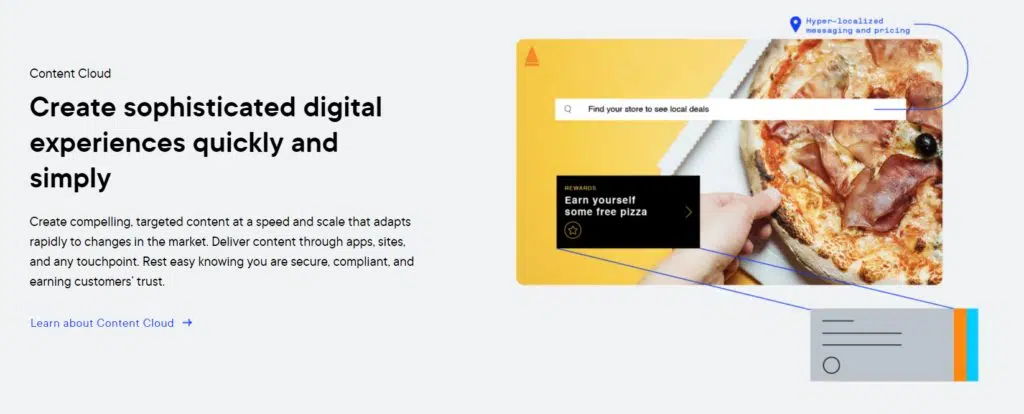 Content Cloud
Create sophisticated digital
experiences quickly and
simply
Create compelling, targeted content at a speed and scale that adapts
rapidly to changes in the market. Deliver content through apps, sites,
and any touchpoint. Rest easy knowing you are secure, compliant, and
earning customers’ trust.
Learn about Content Cloud
Hyper-localized
messaging and pricing
Find your store to see local deals
REWARDS
Earn yourself
some free pizza